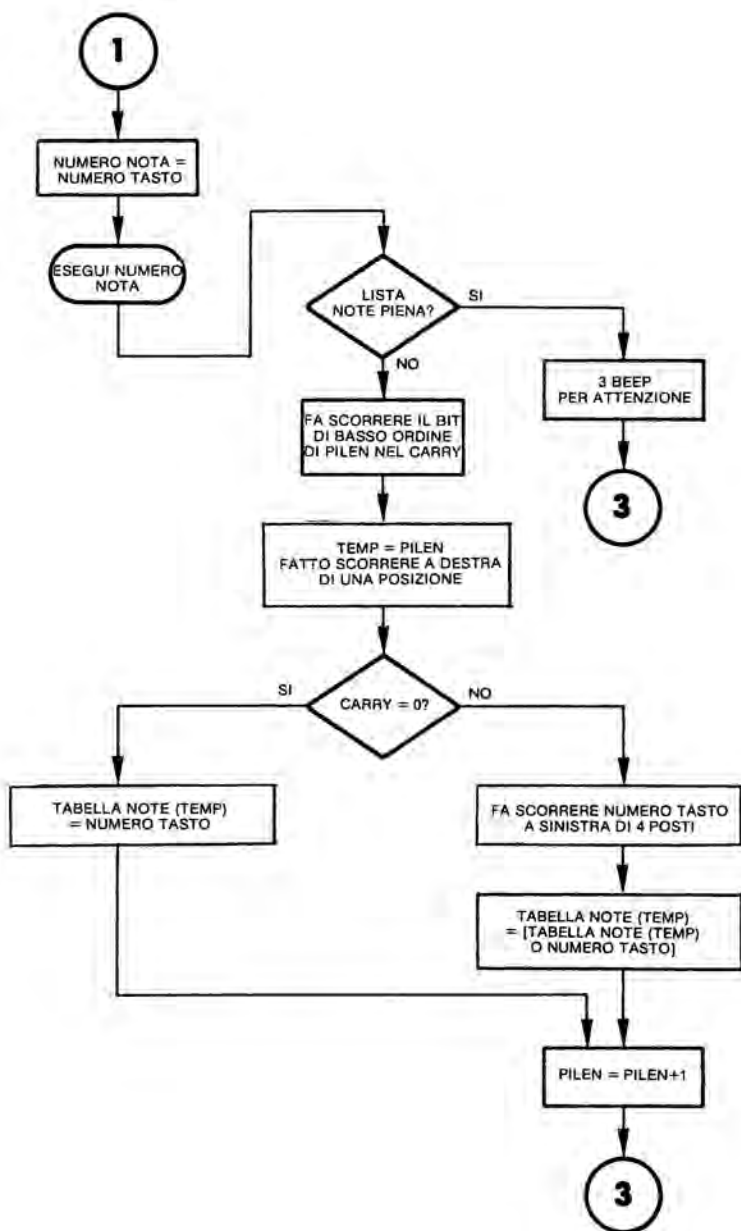 1
NUMERO NOTA =
NUMERO TASTO
ESEGUI NUMERO
NOTA
LISTA
NOTE PIENA?
SI
NO
3 BEEP
PER ATTENZIONE
3
FA SCORRERE IL BIT
DI BASSO ORDINE
DI PILEN NEL CARRY
TEMP = PILEN
FATTO SCORRERE A DESTRA
DI UNA POSIZIONE
CARRY = 0?
SI
NO
TABELLA NOTE (TEMP)
= NUMERO TASTO
FA SCORRERE NUMERO TASTO
A SINISTRA DI 4 POSTI
TABELLA NOTE (TEMP)
= [TABELLA NOTE (TEMP)
O NUMERO TASTO]
PILEN = PILEN+1
3